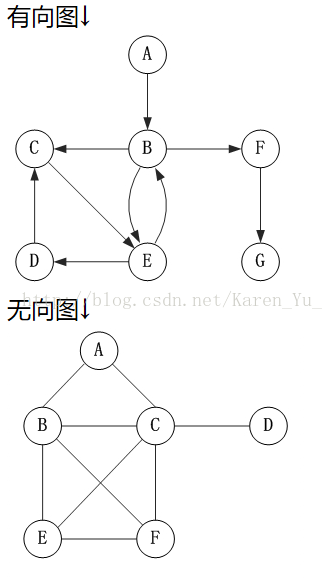 有向图↓
A
C B F
D E G
http://blog.csdn.net/Karen_Yu_
无向图↓
A
B C D
E F